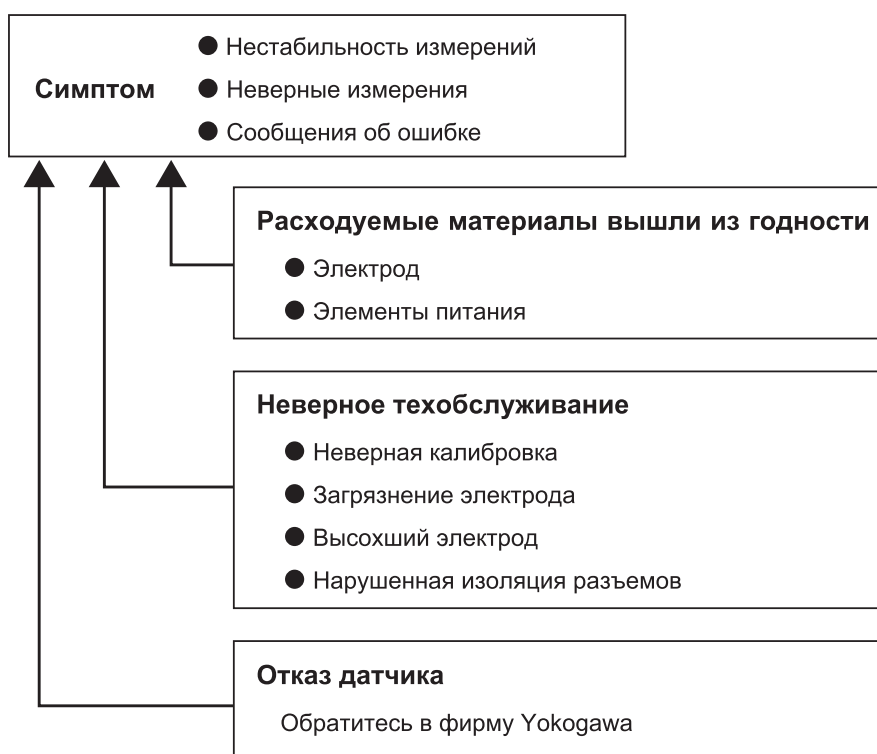 Симптом
● Нестабильность измерений
● Неверные измерения
● Сообщения об ошибке
Расходуемые материалы вышли из годности
● Электрод
● Элементы питания
Неверное техобслуживание
● Неверная калибровка
● Загрязнение электрода
● Высохший электрод
● Нарушенная изоляция разъемов
Отказ датчика
Обратитесь в фирму Yokogawa